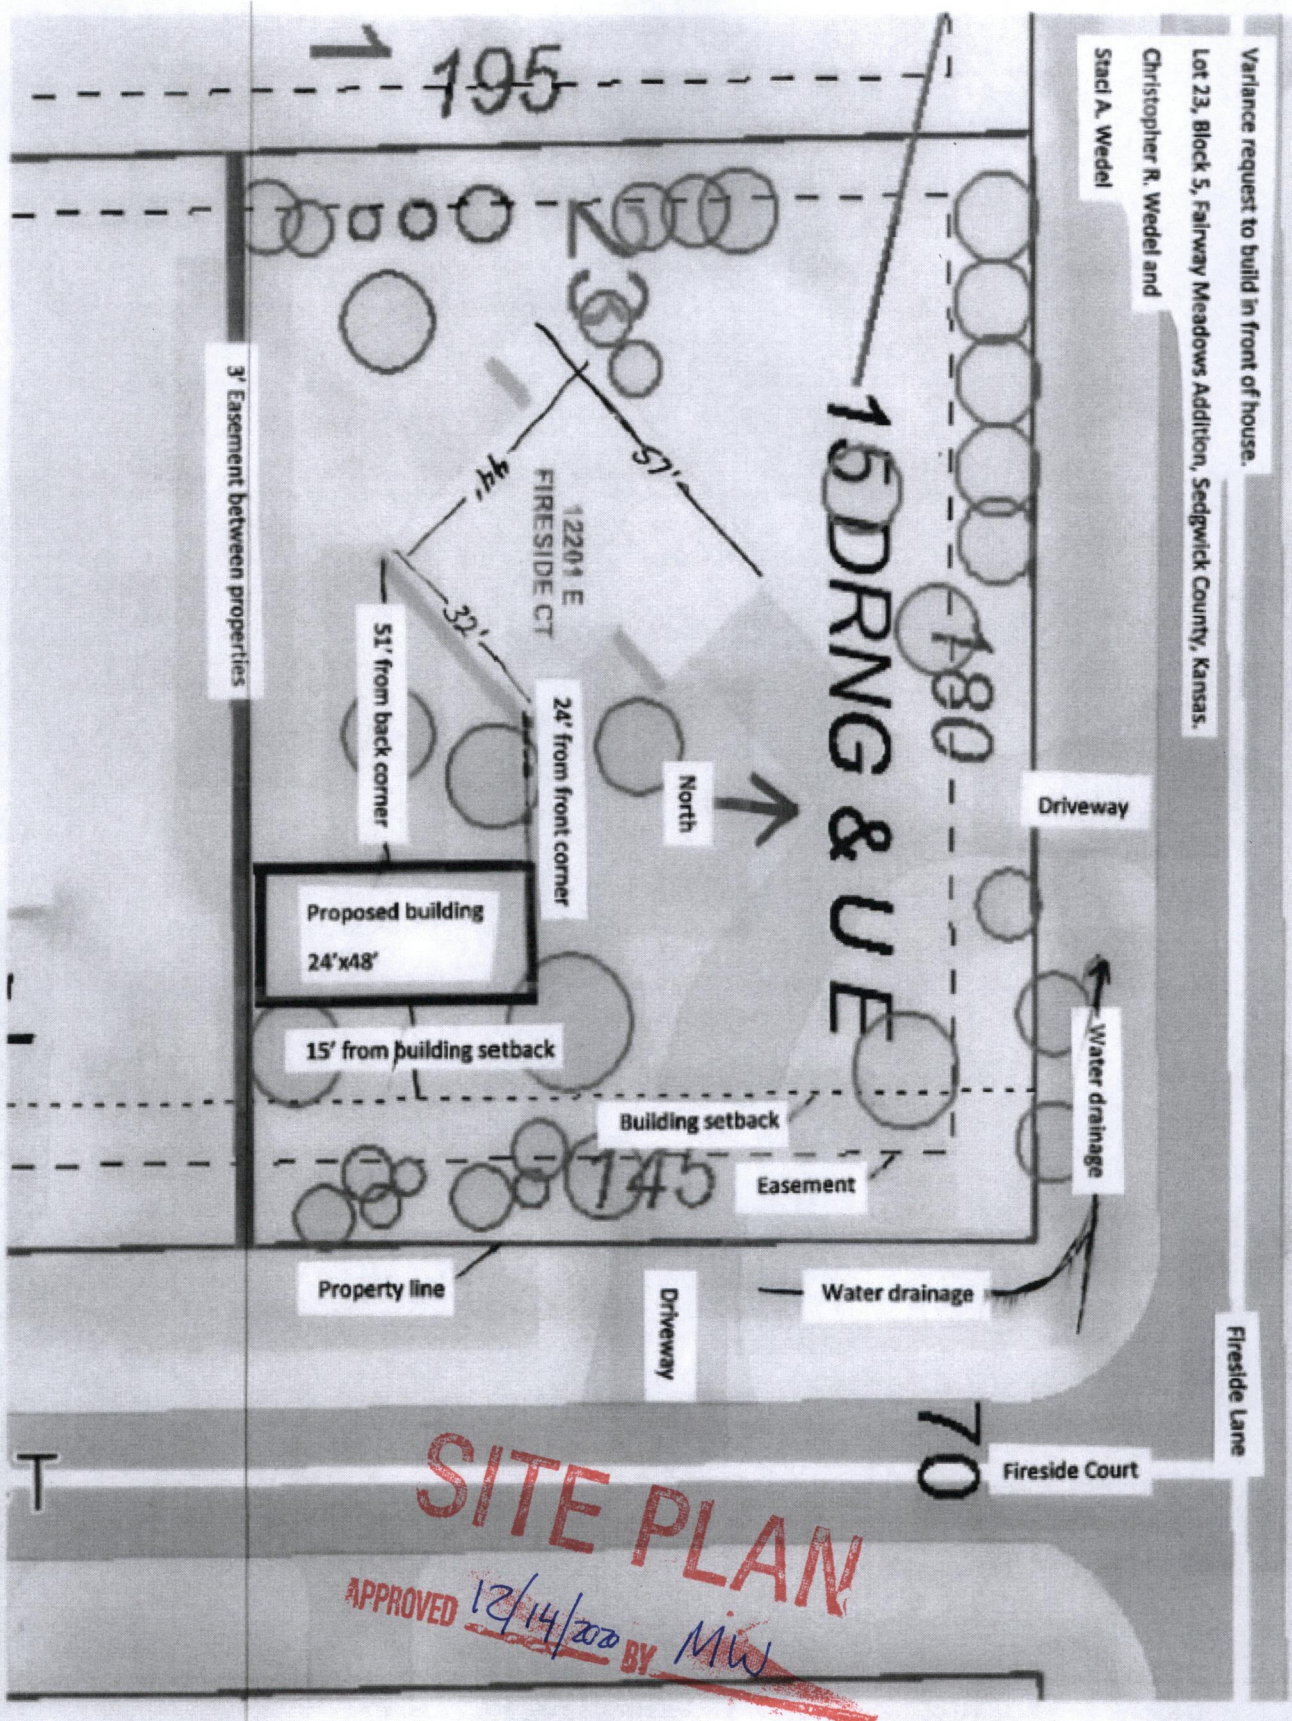 Variance request to build in front of house.
Lot 23, Block 5, Fairway Meadows Addition, Sedgwick County, Kansas.
Christopher R. Wedel and
Staci A. Wedel
1
195
23
15 DRNG & U E
180
57'
44'
32'
12201 E
FIRESIDE CT
3' Easement between properties
51' from back corner
24' from front corner
North
Driveway
Proposed building
24'x48'
15' from building setback
Water drainage
Building setback
145
Easement
Property line
Water drainage
Driveway
Fireside Lane
70
Fireside Court
T
SITE PLAN
APPROVED 12/14/2020 BY MW